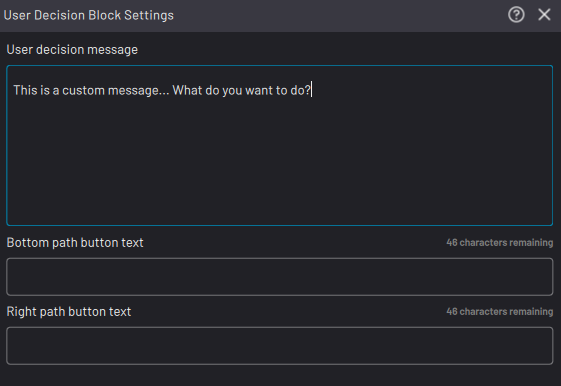 User Decision Block Settings
User decision message
This is a custom message... What do you want to do?
Bottom path button text
46 characters remaining
Right path button text
46 characters remaining